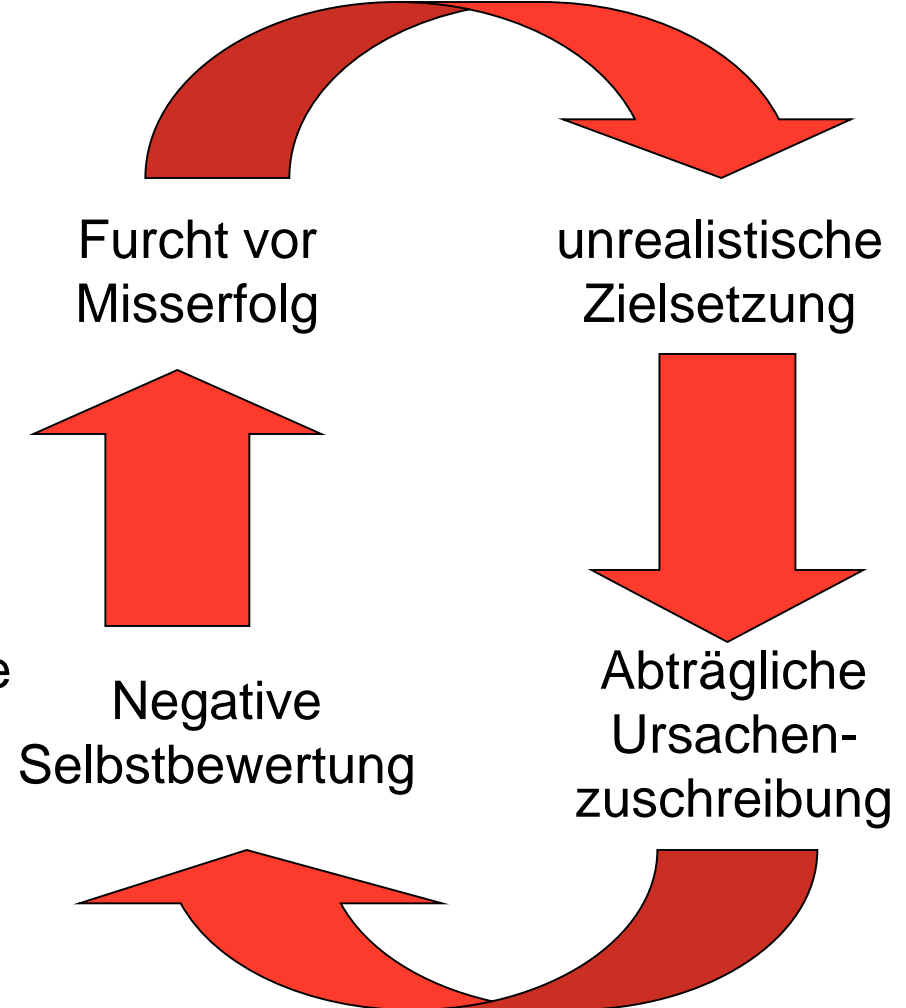 Furcht vor
Misserfolg
unrealistische
Zielsetzung
Abträgliche
Ursachen-
zuschreibung
e
Negative
Selbstbewertung